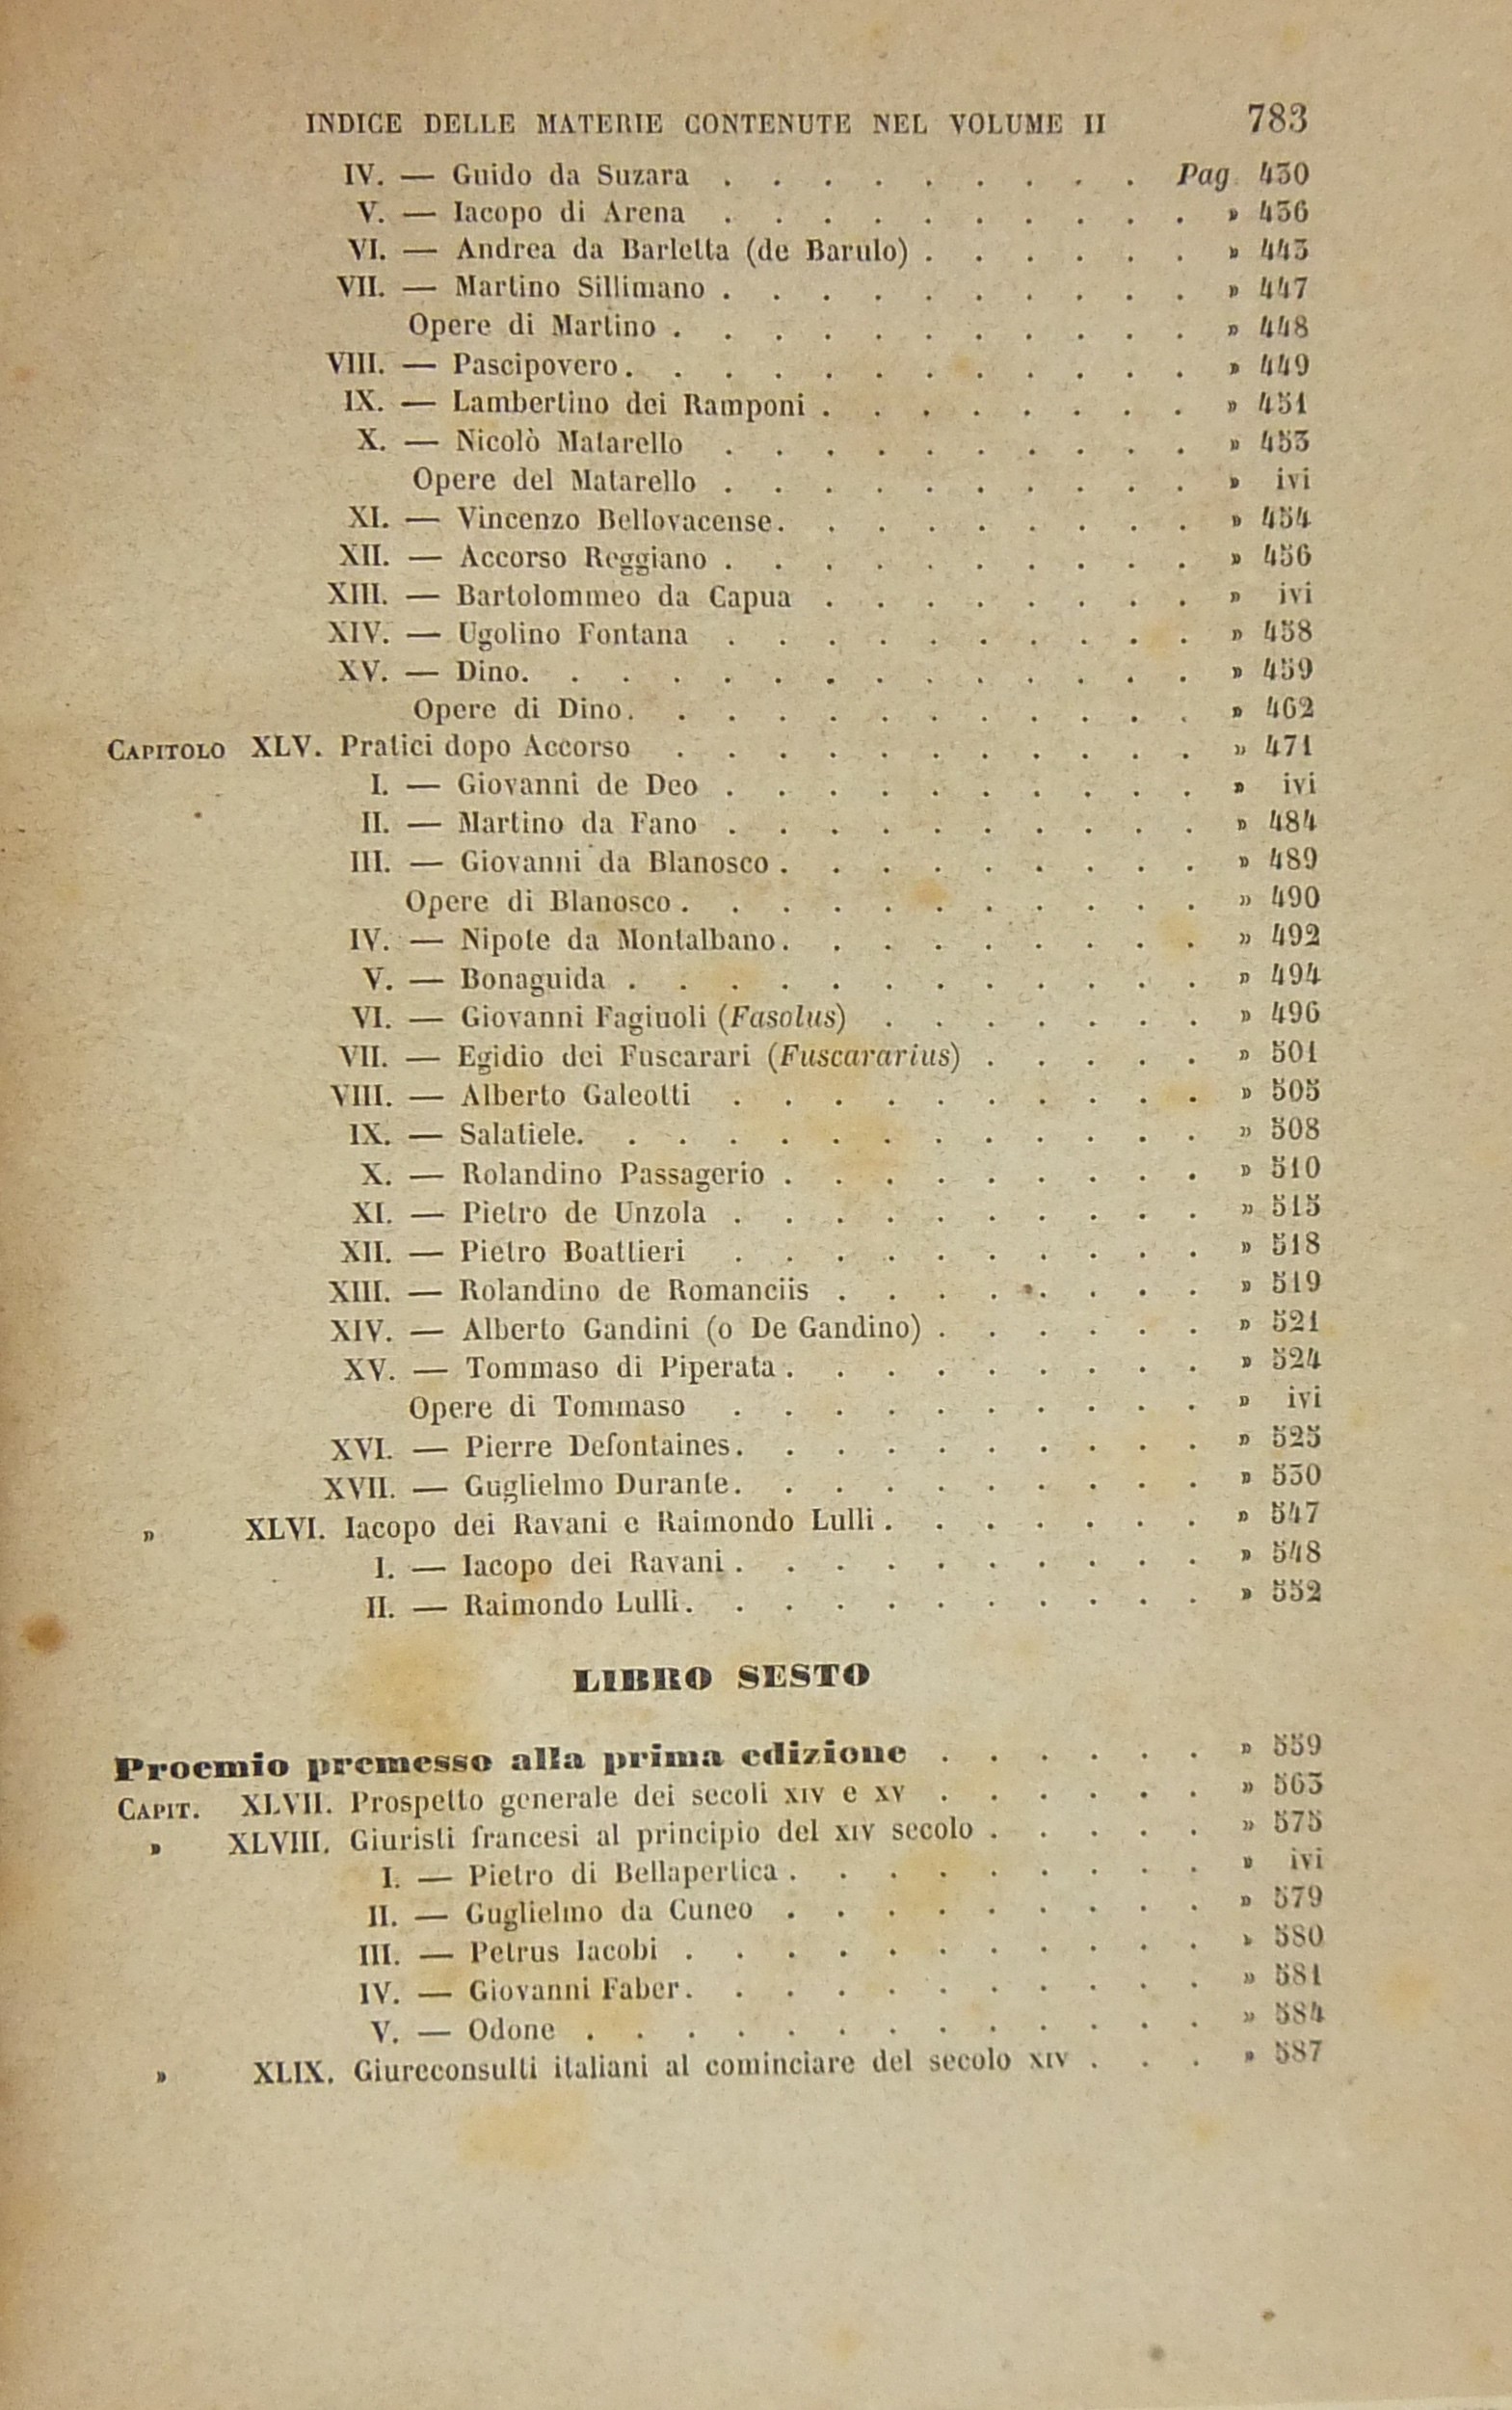 INDICE DELLE MATERIE CONTENUTE NEL VOLUME II 783
IV. — Guido da Suzara . . . . . . . . . Pag. 430
V. — Iacopo di Arena . . . . . . . . . . » 436
VI. — Andrea da Barletta (de Barulo) . . . . . . » 443
VII. — Martino Sillimano . . . . . . . . . . » 447
Opere di Martino . . . . . . . . . . . » 448
VIII. — Pascipovero. . . . . . . . . . . . » 449
IX. — Lambertino dei Ramponi . . . . . . . . » 451
X. — Nicolò Matarello . . . . . . . . . . » 453
Opere del Matarello . . . . . . . . . . » ivi
XI. — Vincenzo Bellovacense. . . . . . . . . » 454
XII. — Accorso Reggiano . . . . . . . . . . » 456
XIII. — Bartolommeo da Capua . . . . . . . . » ivi
XIV. — Ugolino Fontana . . . . . . . . . . » 458
XV. — Dino. . . . . . . . . . . . . . » 459
Opere di Dino. . . . . . . . . . . . » 462
CAPITOLO XLV. Pratici dopo Accorso . . . . . . . . . . . » 471
I. — Giovanni de Deo . . . . . . . . . . » ivi
II. — Martino da Fano . . . . . . . . . . » 484
III. — Giovanni da Blanosco . . . . . . . . . » 489
Opere di Blanosco . . . . . . . . . . . » 490
IV. — Nipote da Montalbano. . . . . . . . . » 492
V. — Bonaguida . . . . . . . . . . . . » 494
VI. — Giovanni Fagiuoli (Fasolus) . . . . . . . » 496
VII. — Egidio dei Fuscarari (Fuscararius) . . . . . » 501
VIII. — Alberto Galeotti . . . . . . . . . . » 505
IX. — Salatiele. . . . . . . . . . . . . » 508
X. — Rolandino Passagerio . . . . . . . . . » 510
XI. — Pietro de Unzola . . . . . . . . . . » 515
XII. — Pietro Boattieri . . . . . . . . . . » 518
XIII. — Rolandino de Romanciis . . . . . . . . » 519
XIV. — Alberto Gandini (o De Gandino) . . . . . . » 521
XV. — Tommaso di Piperata . . . . . . . . . » 524
Opere di Tommaso . . . . . . . . . . » ivi
XVI. — Pierre Defontaines. . . . . . . . . . » 525
XVII. — Guglielmo Durante. . . . . . . . . . » 530
» XLVI. Iacopo dei Ravani e Raimondo Lulli . . . . . . . » 547
I. — Iacopo dei Ravani . . . . . . . . . . » 548
II. — Raimondo Lulli. . . . . . . . . . . » 552
LIBRO SESTO
Proemio premesso alla prima edizione . . . . . . » 559
CAPIT. XLVII. Prospetto generale dei secoli XIV e XV . . . . . . » 563
» XLVIII. Giuristi francesi al principio del XIV secolo . . . . . » 575
I. — Pietro di Bellapertica . . . . . . . . . » ivi
II. — Guglielmo da Cuneo . . . . . . . . . » 579
III. — Petrus Iacobi . . . . . . . . . . . » 580
IV. — Giovanni Faber. . . . . . . . . . . » 581
V. — Odone . . . . . . . . . . . . . » 584
» XLIX. Giureconsulti italiani al cominciare del secolo XIV . . . » 587